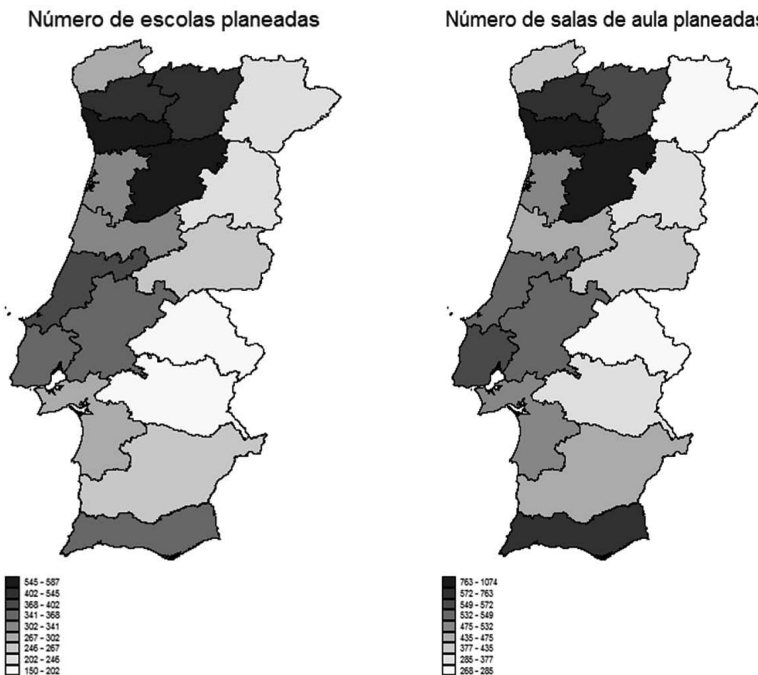 Número de escolas planeadas
Número de salas de aula planeadas
545 - 587
402 - 545
368 - 402
341 - 368
302 - 341
267 - 302
246 - 267
202 - 246
150 - 202
763 - 1074
572 - 763
549 - 572
532 - 549
475 - 532
435 - 475
377 - 435
285 - 377
268 - 285